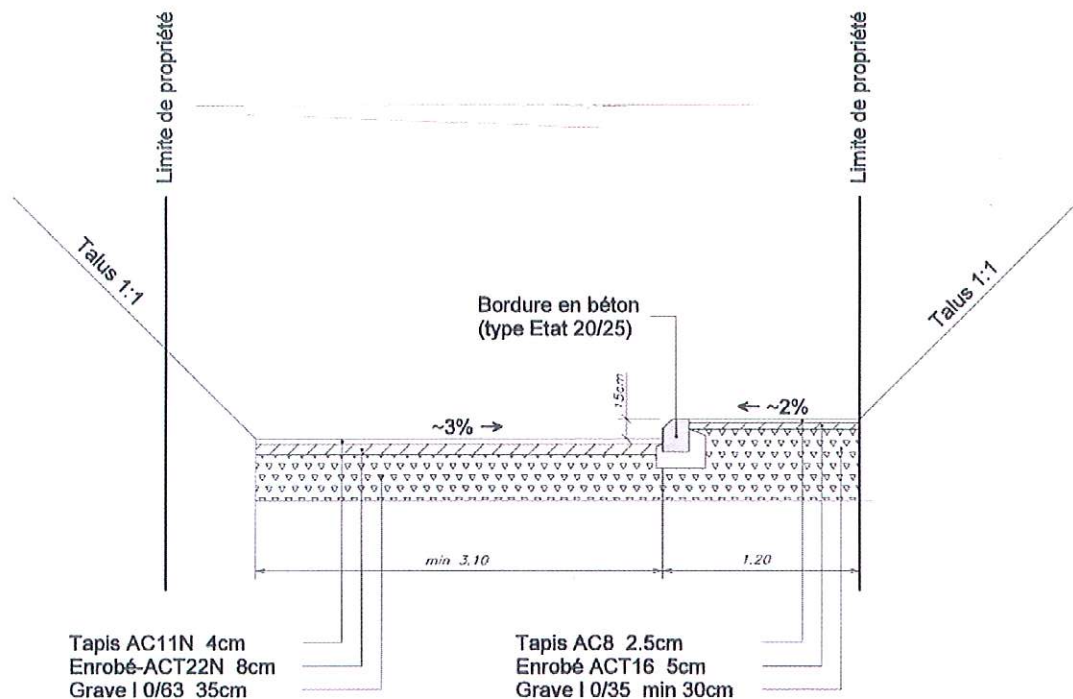 Limite de propriété
Limite de propriété
Talus 1:1
Talus 1:1
Bordure en béton
(type Etat 20/25)
15cm
~3% →
← ~2%
min 3.10
1.20
Tapis AC11N 4cm
Enrobé-ACT22N 8cm
Grave I 0/63 35cm
Tapis AC8 2.5cm
Enrobé ACT16 5cm
Grave I 0/35 min 30cm